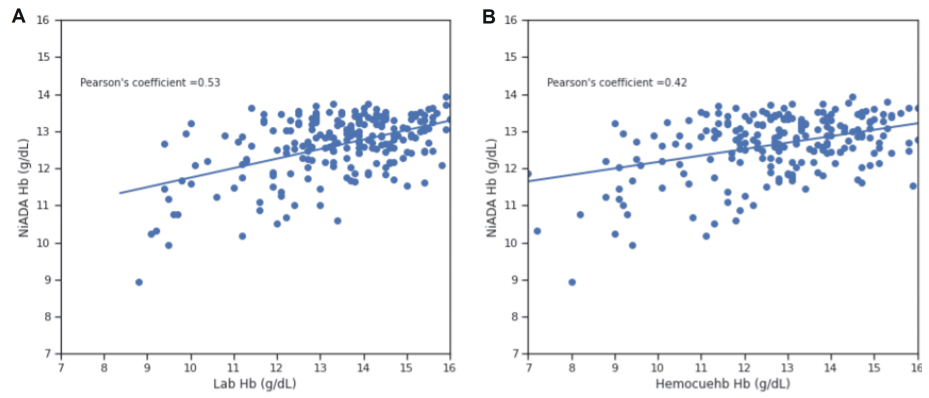 A
16
15
14
13
12
11
10
9
8
7
NiADA Hb (g/dL)
Pearson's coefficient =0.53
7 8 9 10 11 12 13 14 15 16
Lab Hb (g/dL)
B
16
15
14
13
12
11
10
9
8
7
NiADA Hb (g/dL)
Pearson's coefficient =0.42
7 8 9 10 11 12 13 14 15 16
Hemocuehb Hb (g/dL)